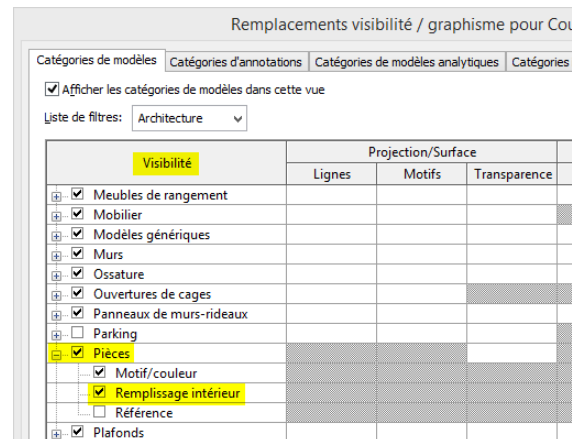 Remplacements visibilité / graphisme pour Cou
Catégories de modèles Catégories d'annotations Catégories de modèles analytiques Catégories
Afficher les catégories de modèles dans cette vue
Liste de filtres: Architecture
Visibilité Projection/Surface
Lignes Motifs Transparence
Meubles de rangement
Mobilier
Modèles génériques
Murs
Ossature
Ouvertures de cages
Panneaux de murs-rideaux
Parking
Pièces
Motif/couleur
Remplissage intérieur
Référence
Plafonds